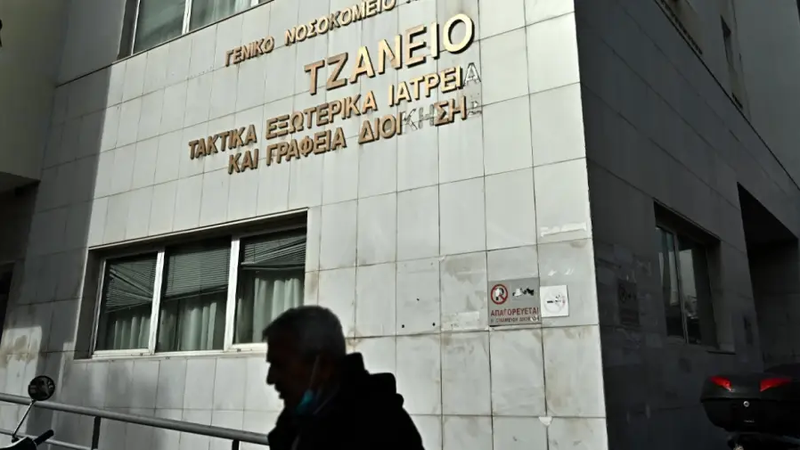 ΓΕΝΙΚΟ ΝΟΣΟΚΟΜΕΙΟ
ΤΖΑΝΕΙΟ
ΤΑΚΤΙΚΑ ΕΞΩΤΕΡΙΚΑ ΙΑΤΡΕΙΑ
ΚΑΙ ΓΡΑΦΕΙΑ ΔΙΟΙΚΗΣΗΣ
ΑΠΑΓΟΡΕΥΕΤΑΙ